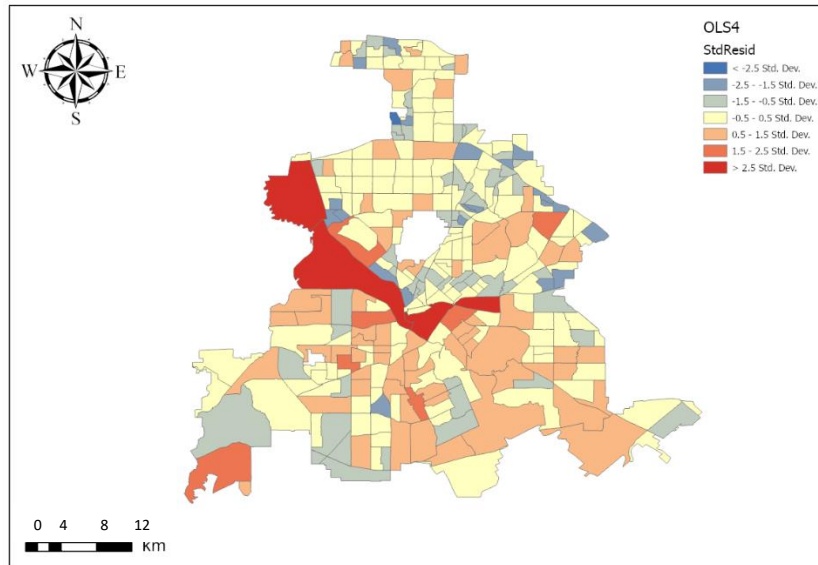 N
W E
S
OLS4
StdResid
< -2.5 Std. Dev.
-2.5 - -1.5 Std. Dev.
-1.5 - -0.5 Std. Dev.
-0.5 - 0.5 Std. Dev.
0.5 - 1.5 Std. Dev.
1.5 - 2.5 Std. Dev.
> 2.5 Std. Dev.
0 4 8 12
Km